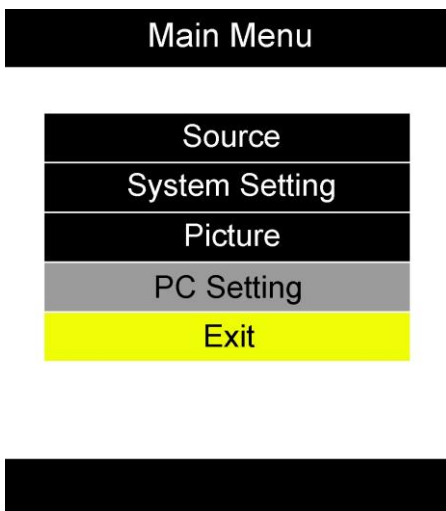 Main Menu
Source
System Setting
Picture
PC Setting
Exit